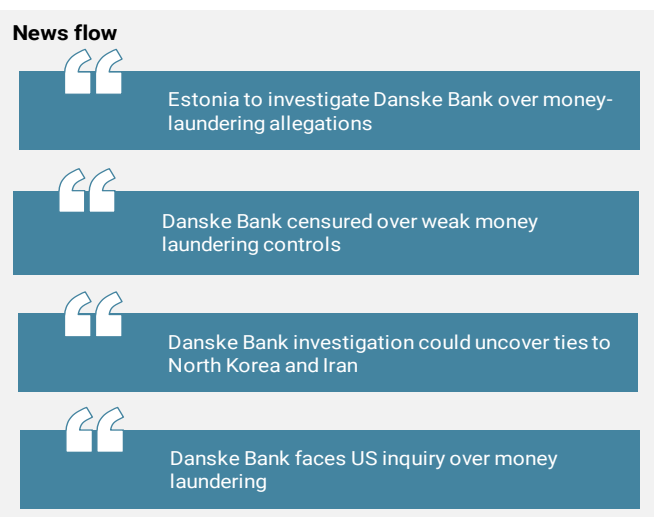 News flow
Estonia to investigate Danske Bank over money-
laundering allegations
Danske Bank censured over weak money
laundering controls
Danske Bank investigation could uncover ties to
North Korea and Iran
Danske Bank faces US inquiry over money
laundering